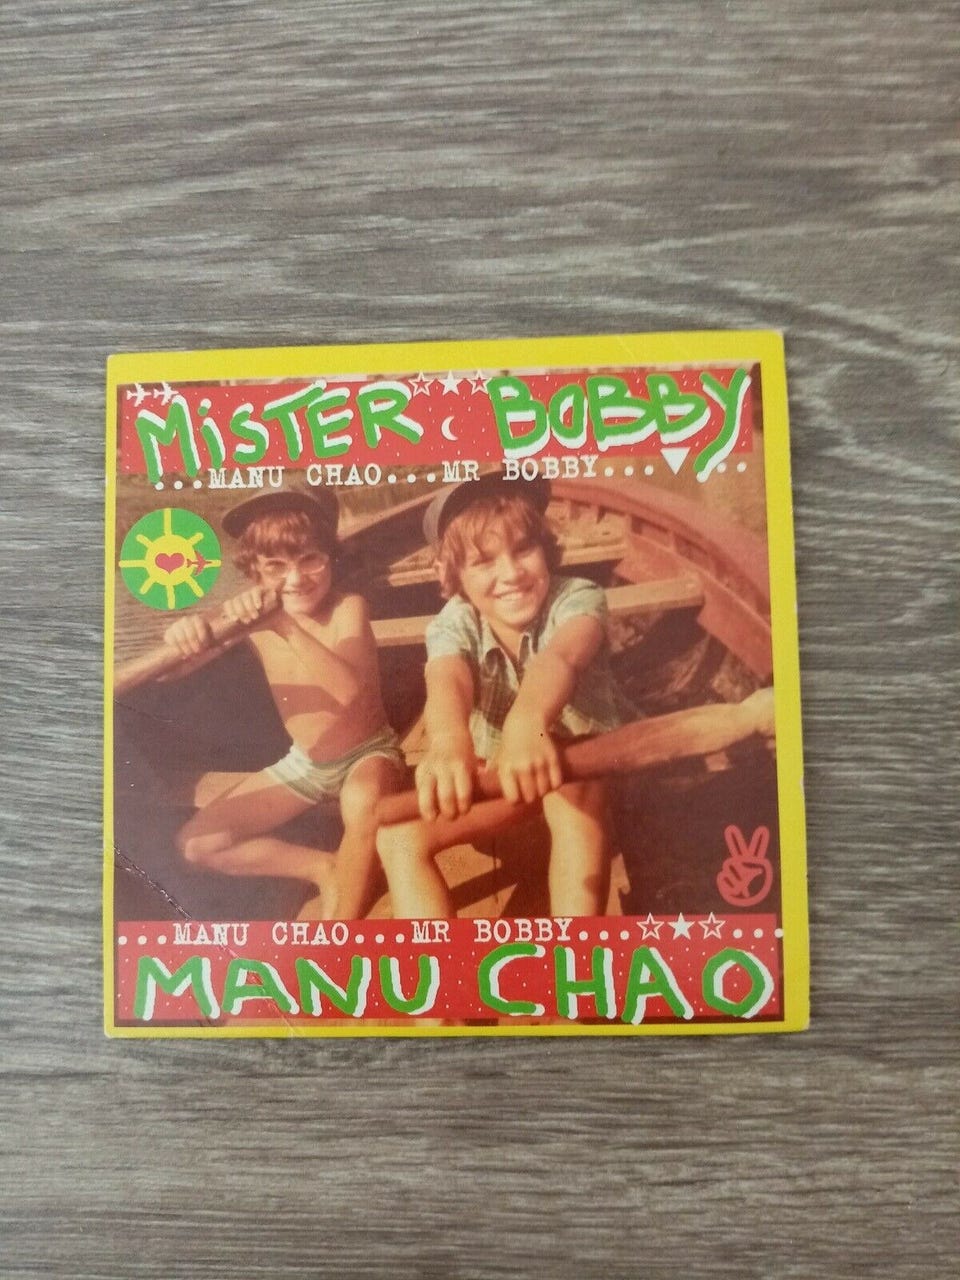 MiSTER BOBBY
...MANU CHAO...MR BOBBY.....
...MANU CHAO...MR BOBBY......
MANU CHAO